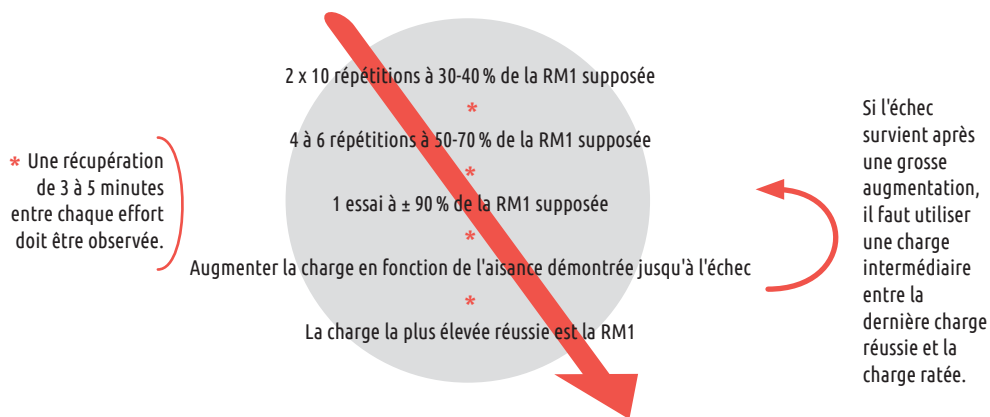 2 x 10 répétitions à 30-40 % de la RM1 supposée
*
4 à 6 répétitions à 50-70 % de la RM1 supposée
*
1 essai à ± 90 % de la RM1 supposée
*
Augmenter la charge en fonction de l'aisance démontrée jusqu'à l'échec
*
La charge la plus élevée réussie est la RM1
* Une récupération
de 3 à 5 minutes
entre chaque effort
doit être observée.
Si l'échec
survient après
une grosse
augmentation,
il faut utiliser
une charge
intermédiaire
entre la
dernière charge
réussie et la
charge ratée.